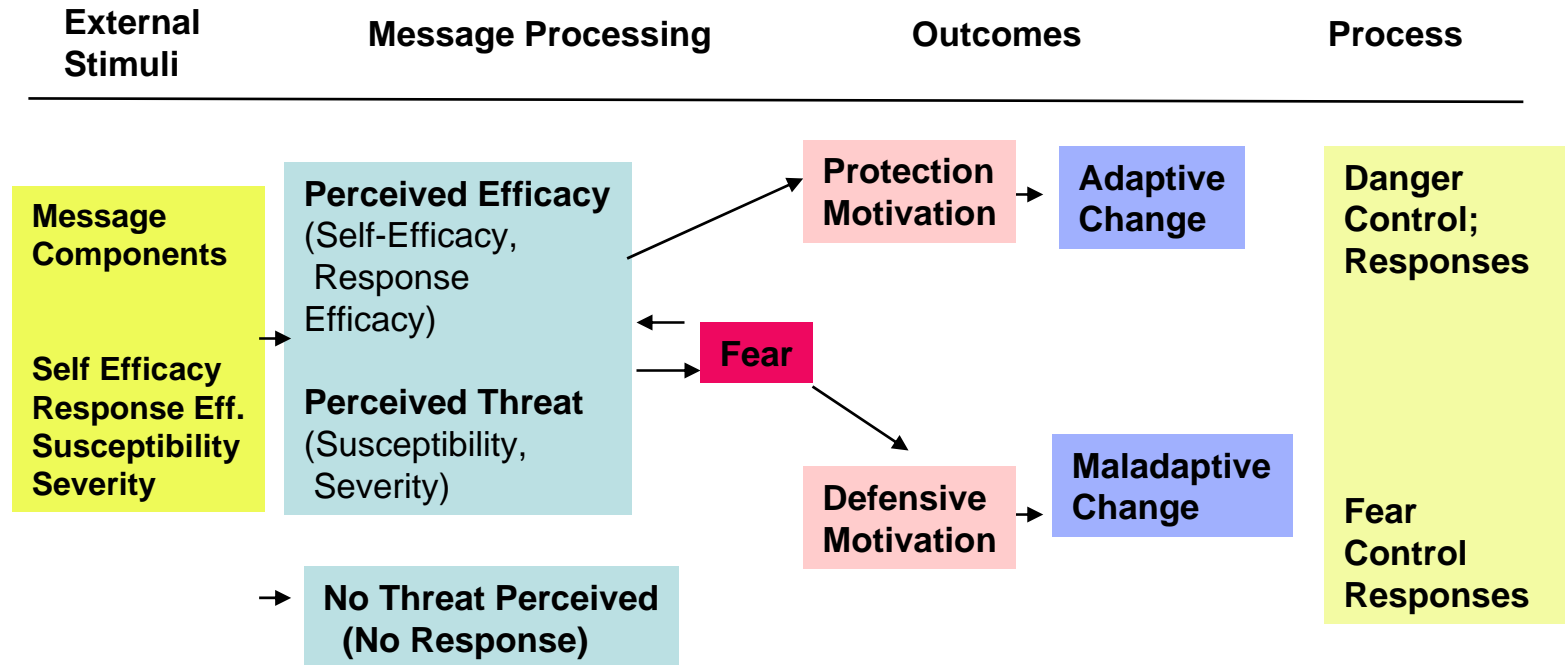 External
Stimuli
Message Processing
Outcomes
Process
Message
Components
Self Efficacy
Response Eff.
Susceptibility
Severity
Perceived Efficacy
(Self-Efficacy,
Response
Efficacy)
Perceived Threat
(Susceptibility,
Severity)
No Threat Perceived
(No Response)
Fear
Protection
Motivation
Adaptive
Change
Defensive
Motivation
Maladaptive
Change
Danger
Control;
Responses
Fear
Control
Responses